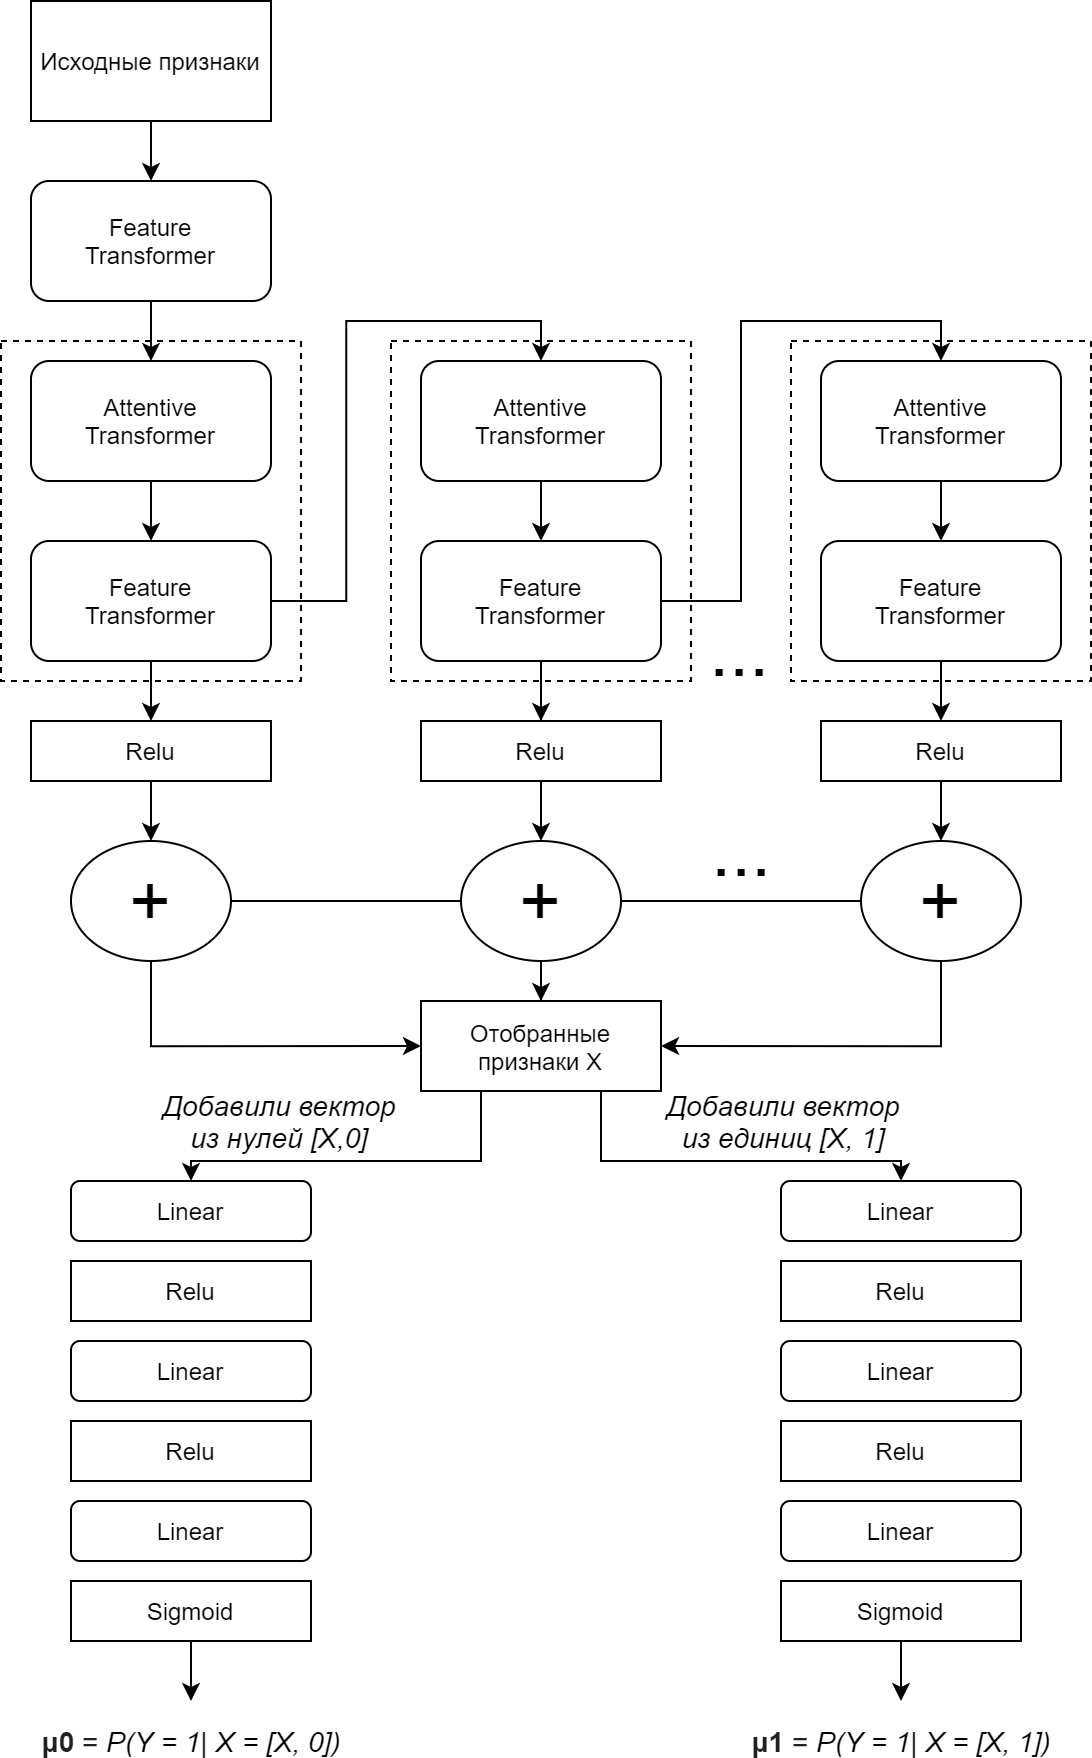 Исходные признаки
Feature
Transformer
Attentive
Transformer
Attentive
Transformer
Attentive
Transformer
Feature
Transformer
Feature
Transformer
Feature
Transformer
...
Relu
Relu
Relu
...
+
+
+
Отобранные
признаки X
Добавили вектор
из нулей [X,0]
Добавили вектор
из единиц [X, 1]
Linear
Linear
Relu
Relu
Linear
Linear
Relu
Relu
Linear
Linear
Sigmoid
Sigmoid
μ0 = P(Y = 1| X = [X, 0])
μ1 = P(Y = 1| X = [X, 1])